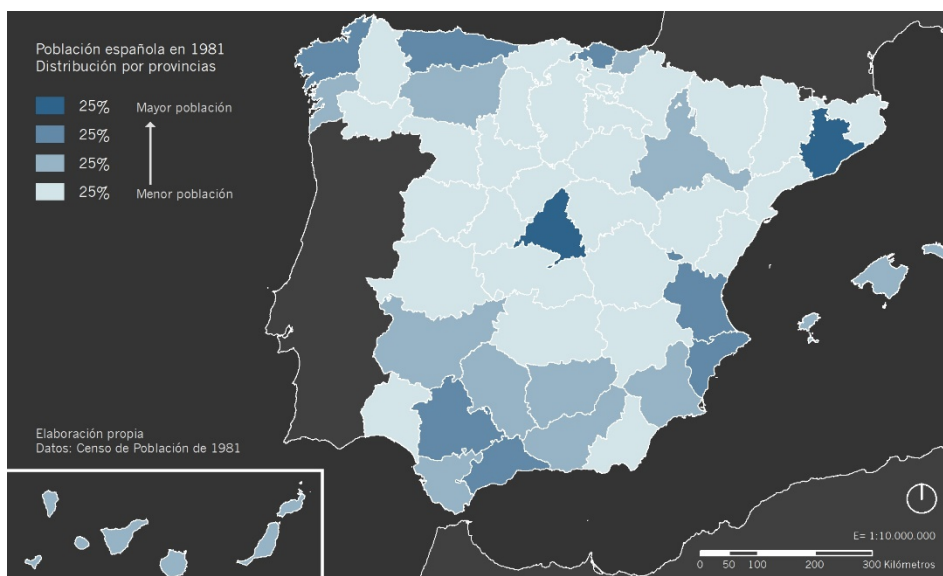 Población española en 1981
Distribución por provincias
25% Mayor población
25%
25%
25% Menor población
Elaboración propia
Datos: Censo de Población de 1981
E= 1:10.000.000
0 50 100 200 300 Kilómetros